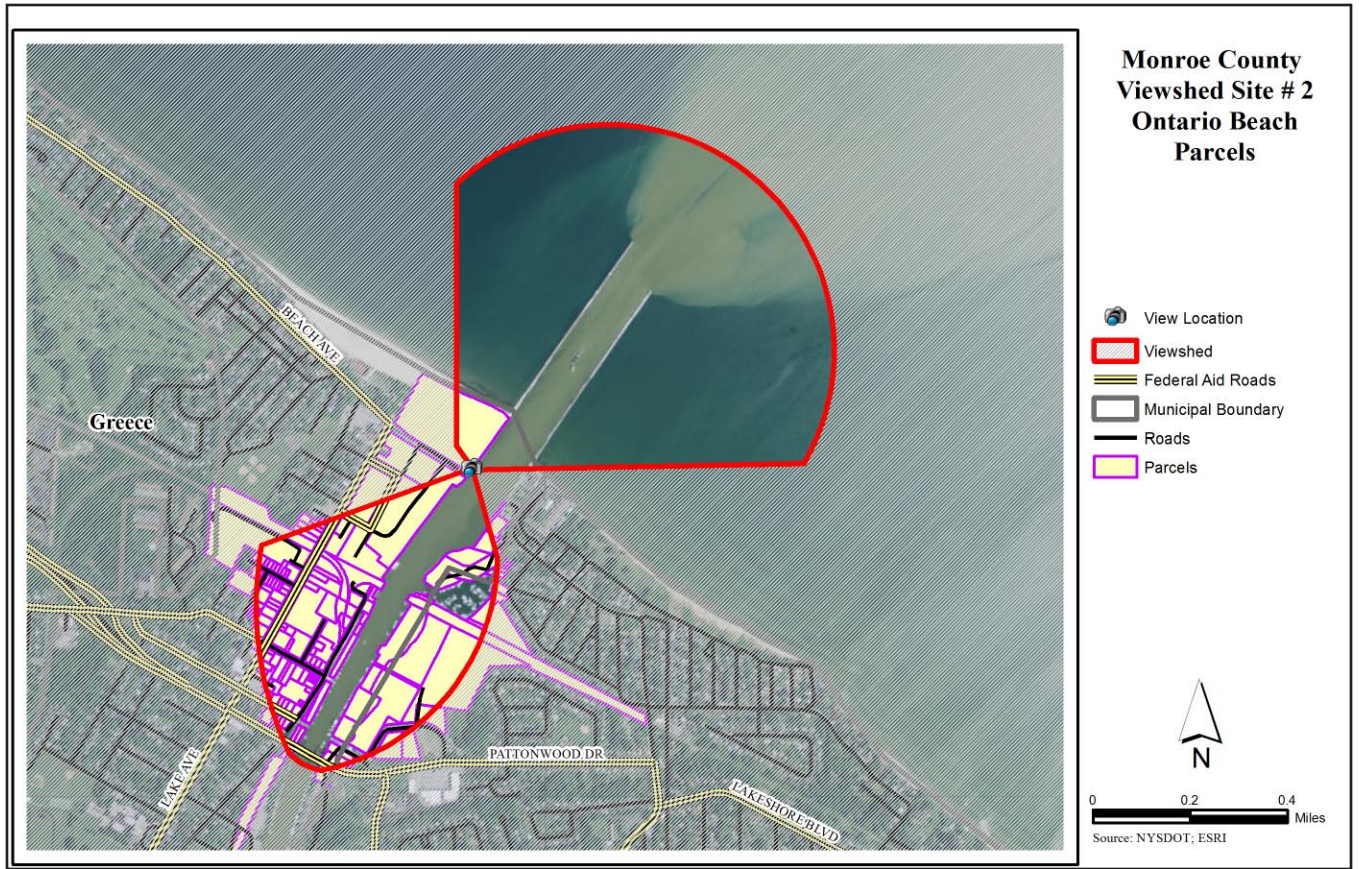 Monroe County
Viewshed Site # 2
Ontario Beach
Parcels
BEACH AVE
Greece
View Location
Viewshed
Federal Aid Roads
Municipal Boundary
Roads
Parcels
PATTONWOOD DR
LAKE AVE
LAKESHORE BLVD
N
0 0.2 0.4
Miles
Source: NYSDOT; ESRI